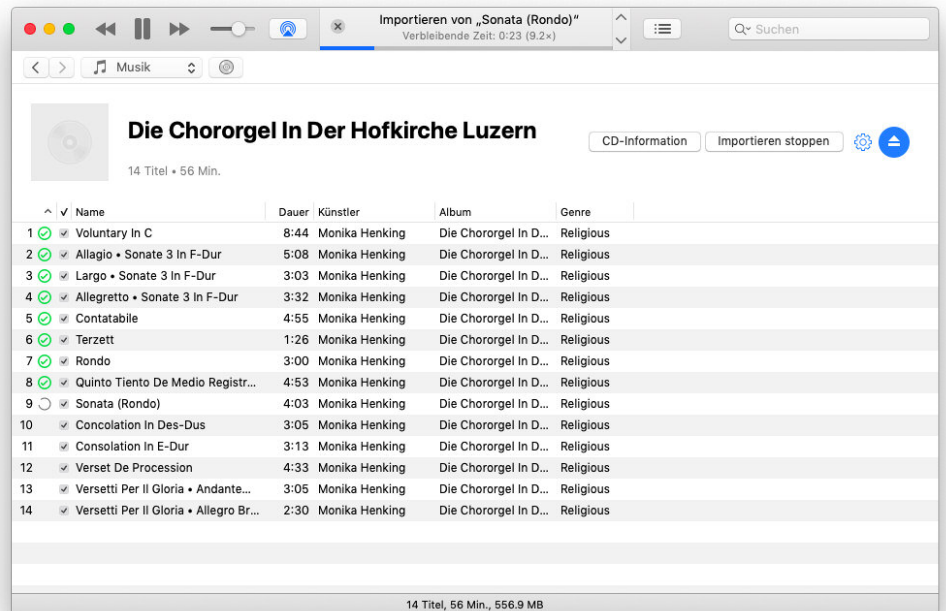 Importieren von „Sonata (Rondo)“
Verbleibende Zeit: 0:23 (9.2×)
Suchen
Musik
Die Chororgel In Der Hofkirche Luzern
CD-Information
Importieren stoppen
14 Titel • 56 Min.
Name Dauer Künstler Album Genre
1 Voluntary In C 8:44 Monika Henking Die Chororgel In D... Religious
2 Allagio • Sonate 3 In F-Dur 5:08 Monika Henking Die Chororgel In D... Religious
3 Largo • Sonate 3 In F-Dur 3:03 Monika Henking Die Chororgel In D... Religious
4 Allegretto • Sonate 3 In F-Dur 3:32 Monika Henking Die Chororgel In D... Religious
5 Contatabile 4:55 Monika Henking Die Chororgel In D... Religious
6 Terzett 1:26 Monika Henking Die Chororgel In D... Religious
7 Rondo 3:00 Monika Henking Die Chororgel In D... Religious
8 Quinto Tiento De Medio Registr... 4:53 Monika Henking Die Chororgel In D... Religious
9 Sonata (Rondo) 4:03 Monika Henking Die Chororgel In D... Religious
10 Concolation In Des-Dus 3:05 Monika Henking Die Chororgel In D... Religious
11 Consolation In E-Dur 3:13 Monika Henking Die Chororgel In D... Religious
12 Verset De Procession 4:33 Monika Henking Die Chororgel In D... Religious
13 Versetti Per Il Gloria • Andante... 3:05 Monika Henking Die Chororgel In D... Religious
14 Versetti Per Il Gloria • Allegro Br... 2:30 Monika Henking Die Chororgel In D... Religious
14 Titel, 56 Min., 556.9 MB